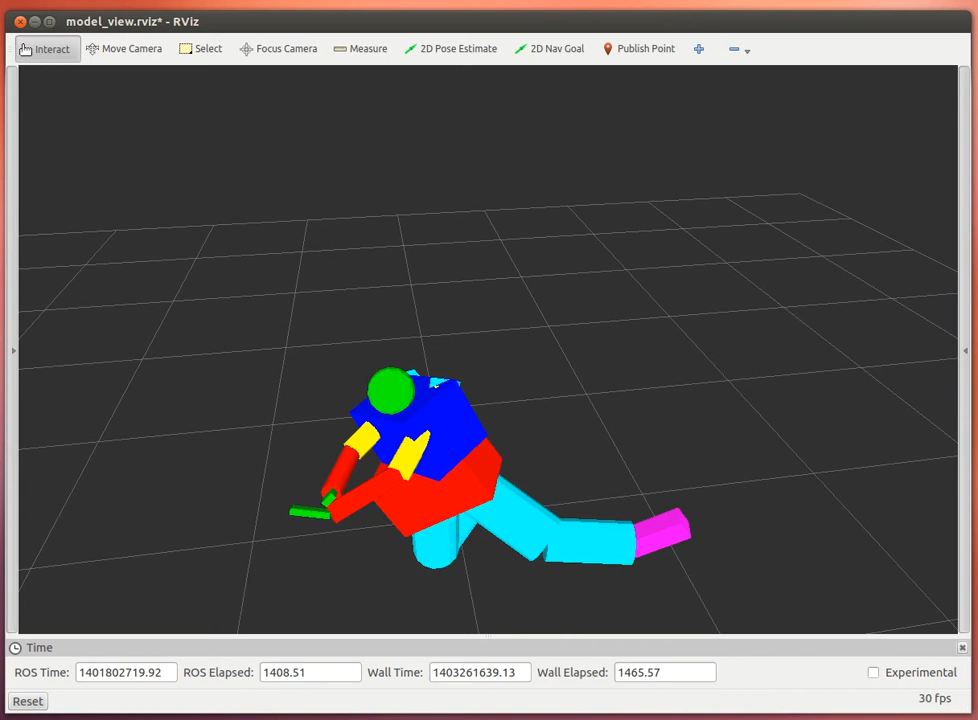 model_view.rviz* - RViz
Interact Move Camera Select Focus Camera Measure 2D Pose Estimate 2D Nav Goal Publish Point
Time
ROS Time: 1401802719.92 ROS Elapsed: 1408.51 Wall Time: 1403261639.13 Wall Elapsed: 1465.57 Experimental
Reset 30 fps